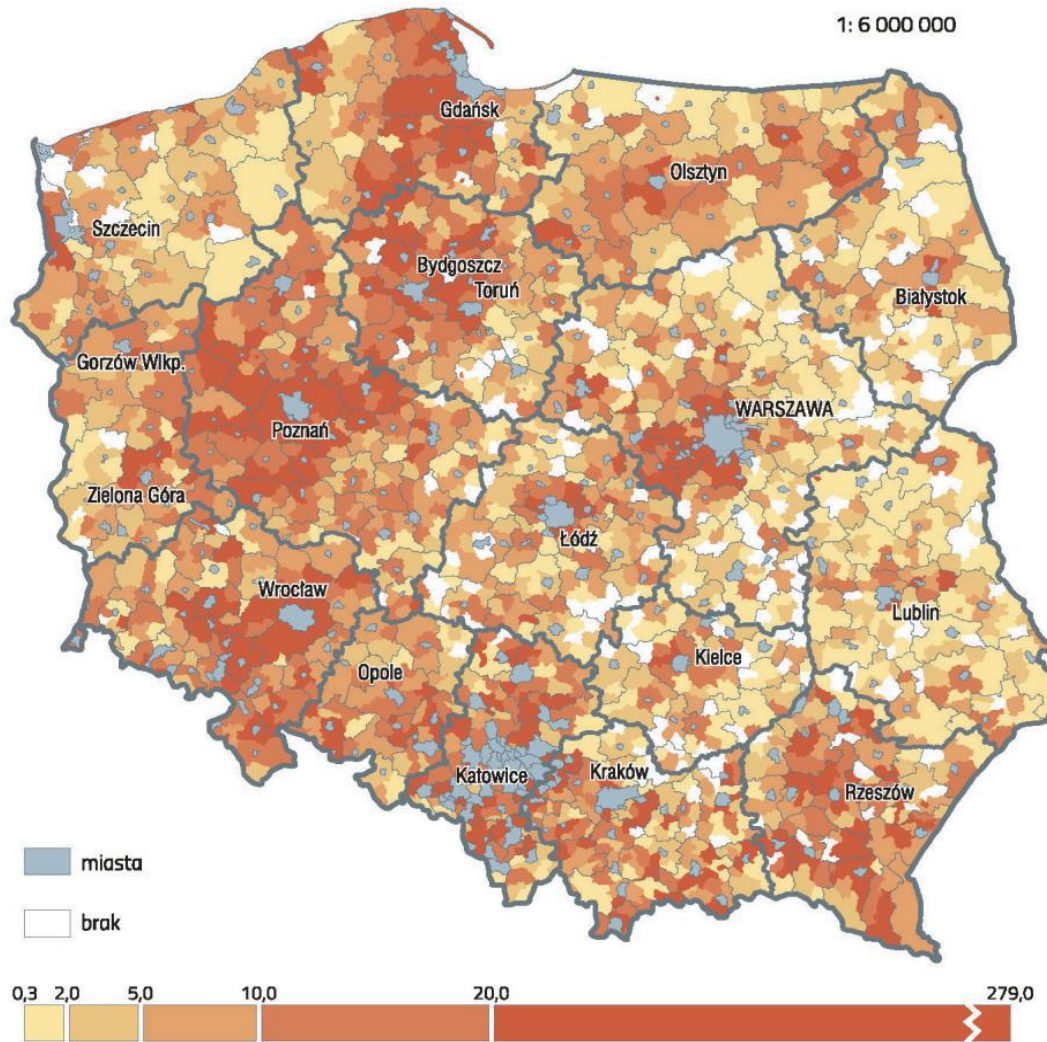 1: 6 000 000
Gdańsk
Olsztyn
Szczecin
Bydgoszcz
Toruń
Białystok
Gorzów Wlkp.
WARSZAWA
Poznań
Zielona Góra
Łódź
Wrocław
Lublin
Kielce
Opole
Katowice
Kraków
Rzeszów
miasta
brak
0,3 2,0 5,0 10,0 20,0 279,0